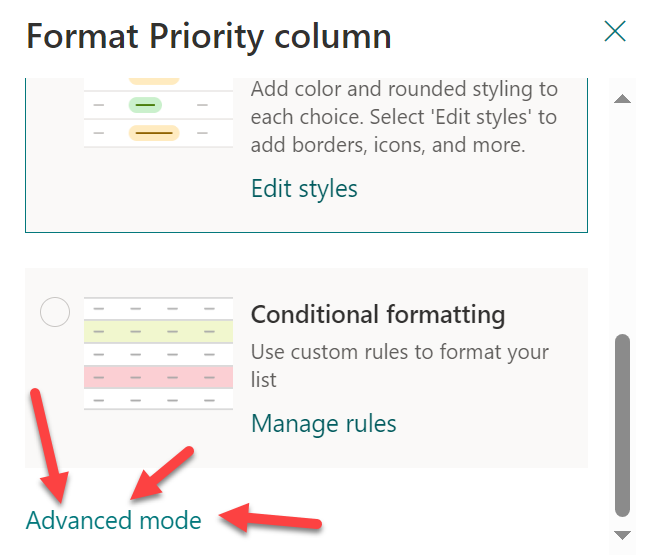 Format Priority column
Add color and rounded styling to
each choice. Select 'Edit styles' to
add borders, icons, and more.
Edit styles
Conditional formatting
Use custom rules to format your
list
Manage rules
Advanced mode